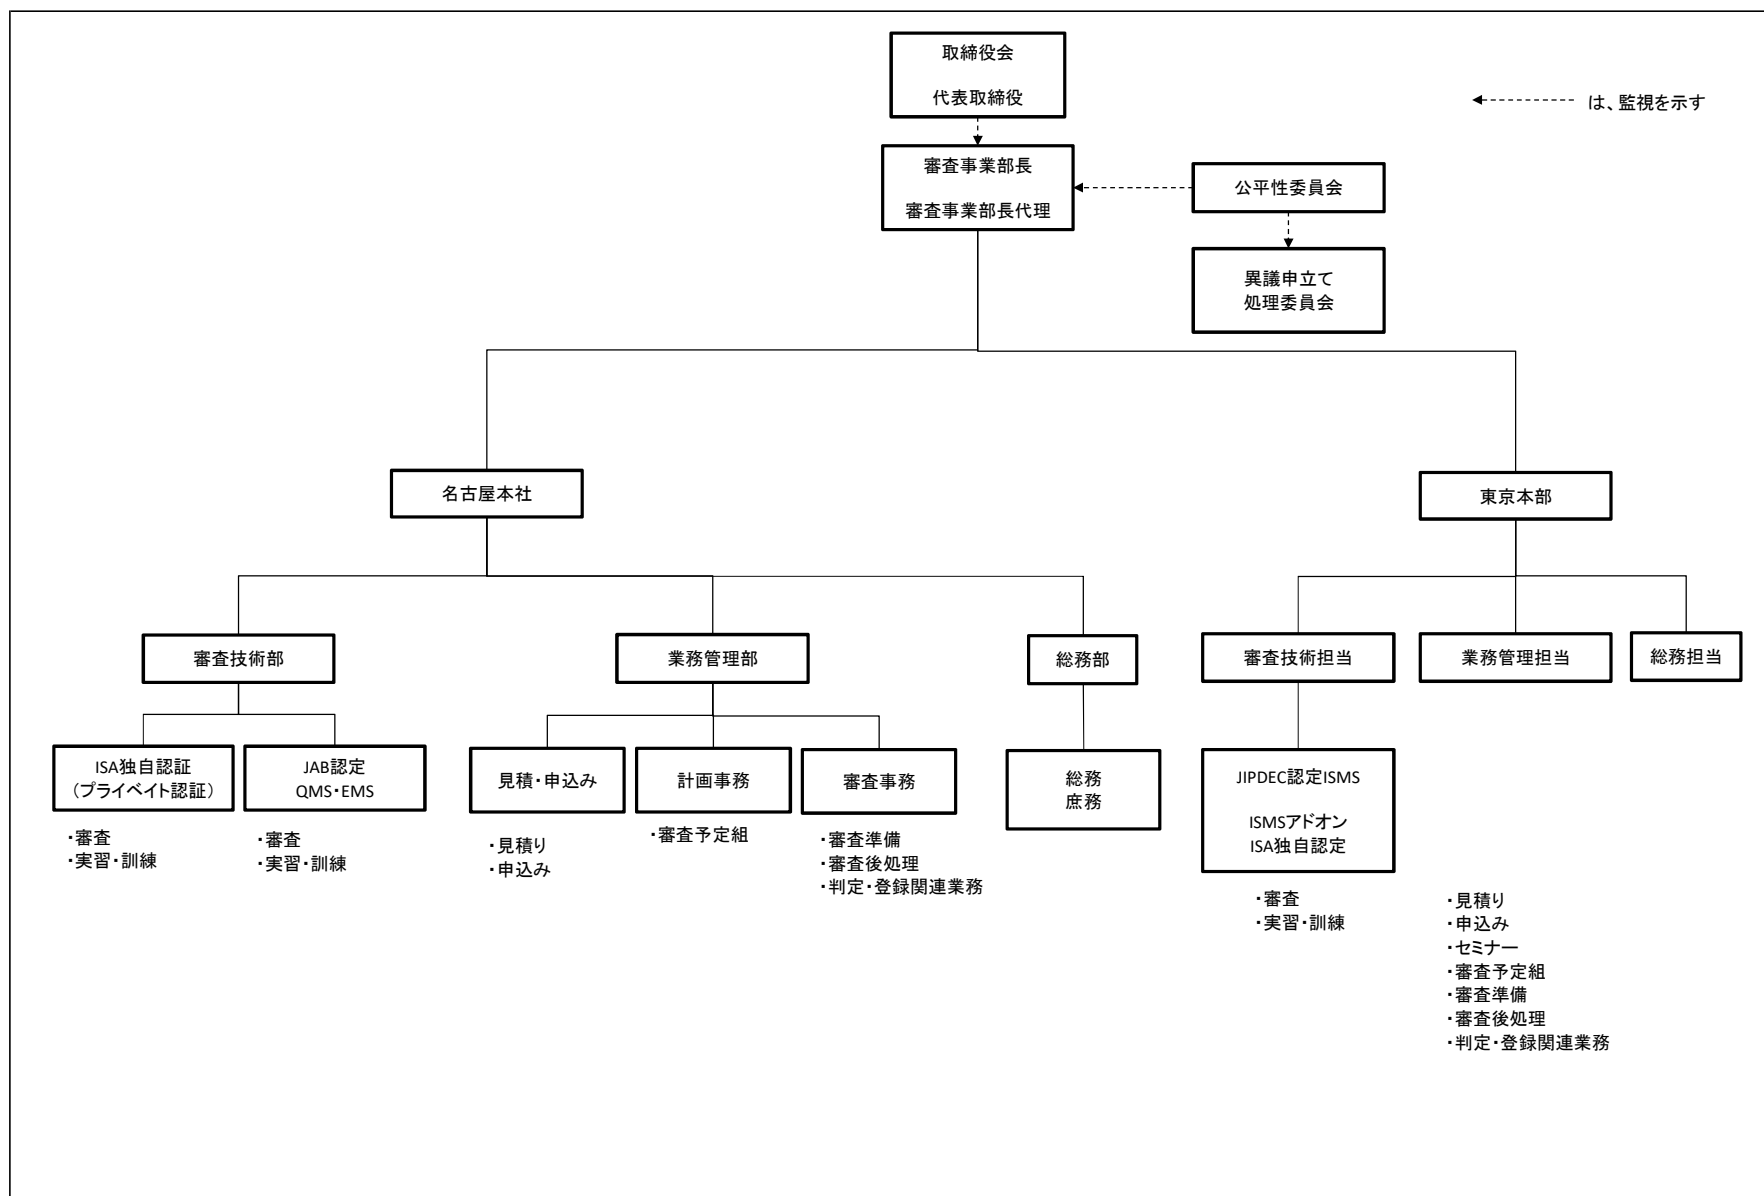 取締役会
代表取締役
は、監視を示す
審査事業部長
審査事業部長代理
公平性委員会
異議申立て
処理委員会
名古屋本社
東京本部
審査技術部
業務管理部
総務部
審査技術担当
業務管理担当
総務担当
ISA独自認証
（プライベイト認証）
・審査
・実習・訓練
JAB認定
QMS・EMS
・審査
・実習・訓練
見積・申込み
・見積り
・申込み
計画事務
・審査予定組
審査事務
・審査準備
・審査後処理
・判定・登録関連業務
総務
庶務
JIPDEC認定ISMS
ISMSアドオン
ISA独自認定
・審査
・実習・訓練
・見積り
・申込み
・セミナー
・審査予定組
・審査準備
・審査後処理
・判定・登録関連業務